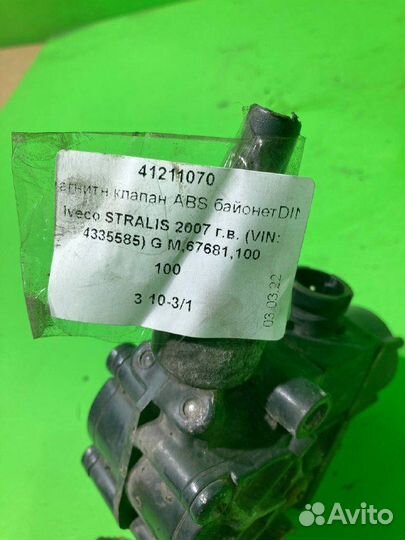 41211070
агнитн клапан ABS байонетDIN
Iveco STRALIS 2007 г.в. (VIN:
4335585) G M,67681,100
100
3 10-3/1
03.03.22
Avito